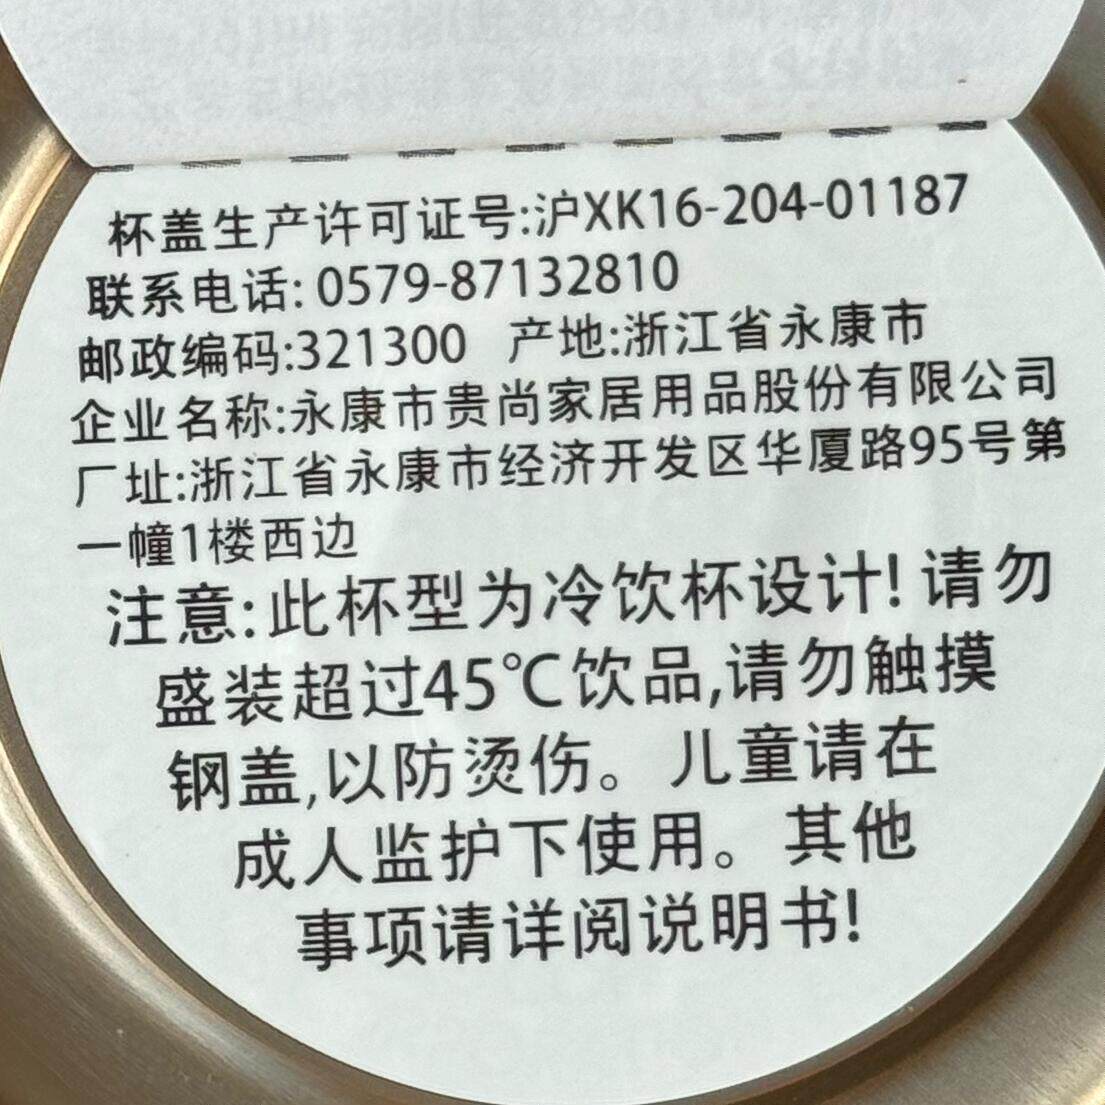 杯盖生产许可证号:沪XK16-204-01187
联系电话: 0579-87132810
邮政编码:321300 产地:浙江省永康市
企业名称:永康市贵尚家居用品股份有限公司
厂址:浙江省永康市经济开发区华厦路95号第
一幢1楼西边
注意:此杯型为冷饮杯设计! 请勿
盛装超过45℃饮品,请勿触摸
钢盖,以防烫伤。儿童请在
成人监护下使用。其他
事项请详阅说明书!